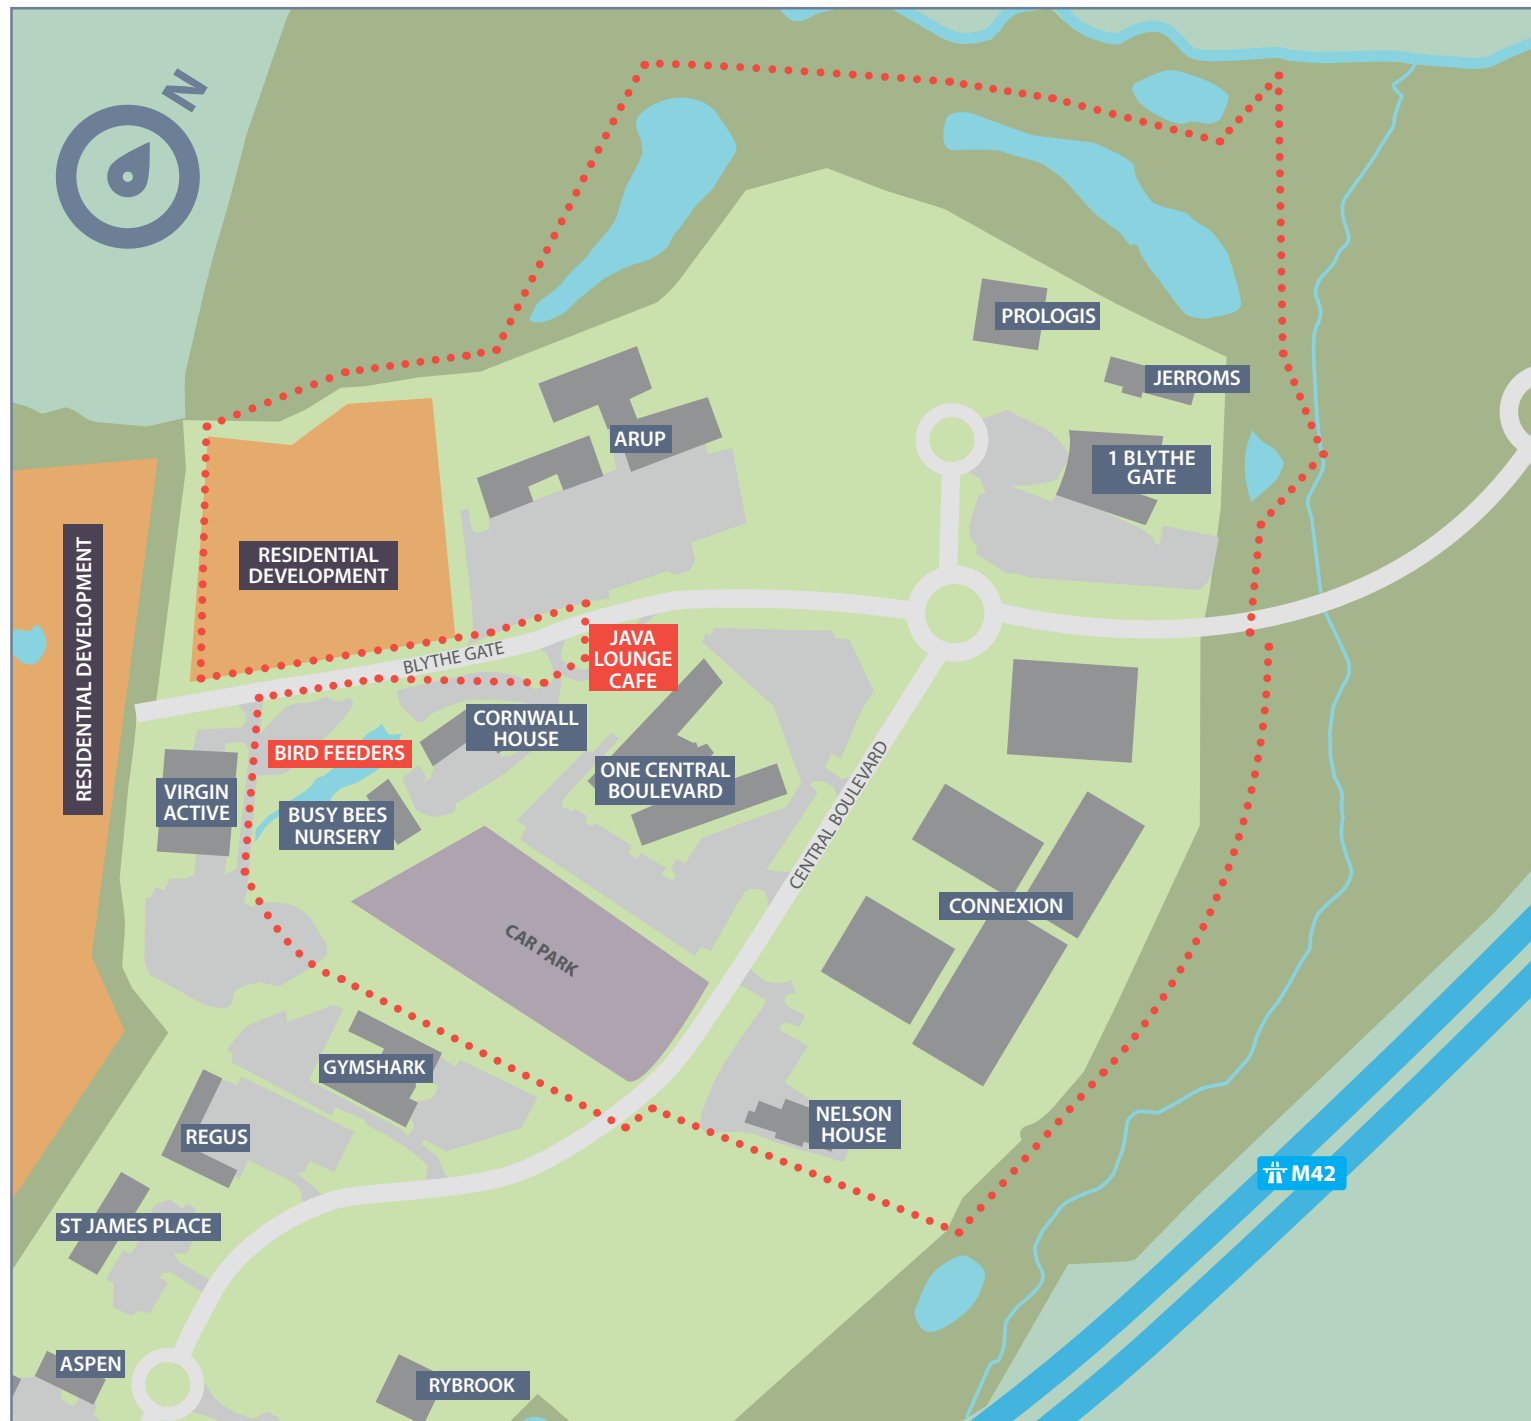 N
PROLOGIS
JERROMS
ARUP
1 BLYTHE
GATE
RESIDENTIAL
DEVELOPMENT
RESIDENTIAL DEVELOPMENT
BLYTHE GATE
JAVA
LOUNGE
CAFE
CORNWALL
HOUSE
BIRD FEEDERS
ONE CENTRAL
BOULEVARD
VIRGIN
ACTIVE
BUSY BEES
NURSERY
CENTRAL BOULEVARD
CONNEXION
CAR PARK
GYMSHARK
NELSON
HOUSE
REGUS
M42
ST JAMES PLACE
ASPEN
RYBROOK